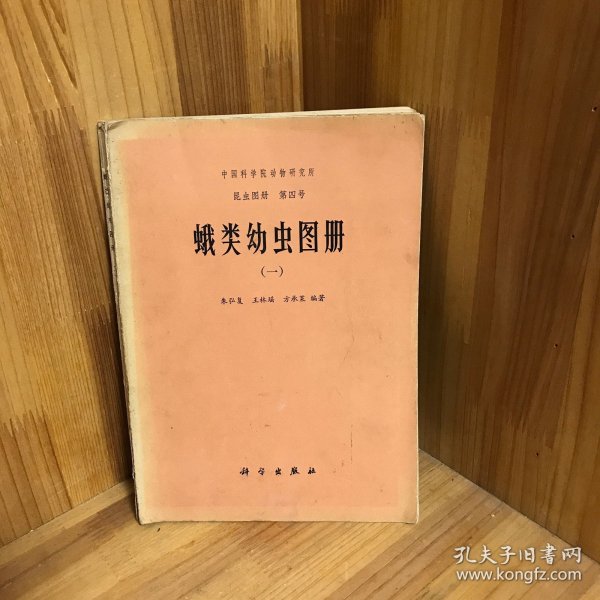 中国科学院动物研究所
昆虫图册 第四号
蛾类幼虫图册
(一)
朱弘复 王林瑶 方承莱 编著
科学出版社
孔夫子旧书网
www.kongfz.com